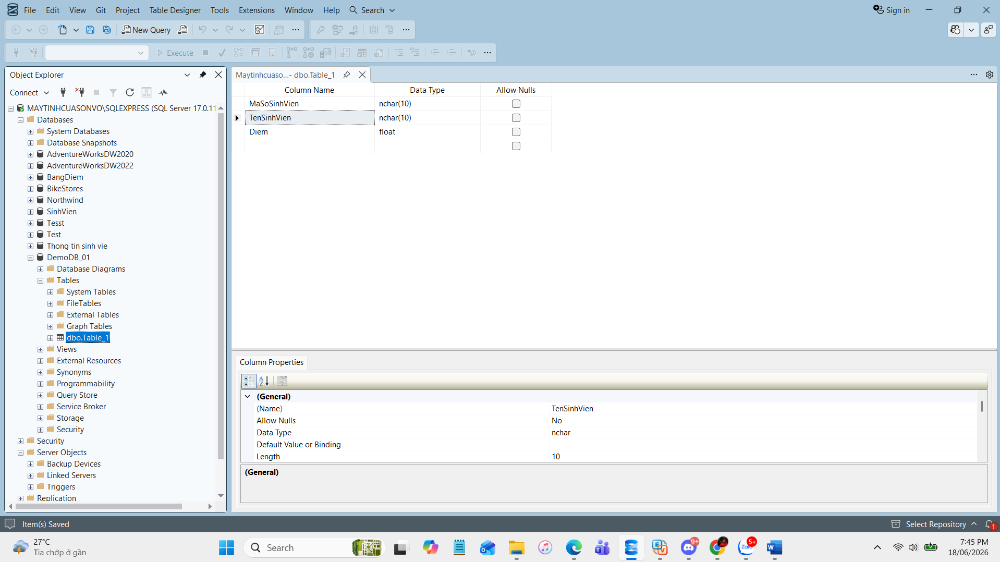 File Edit View Git Project Table Designer Tools Extensions Window Help Search Sign in
New Query
Execute
Object Explorer
Connect
MAYTINHCUASONVO\SQLEXPRESS (SQL Server 17.0.11
Databases
System Databases
Database Snapshots
AdventureWorksDW2020
AdventureWorksDW2022
BangDiem
BikeStores
Northwind
SinhVien
Tesst
Test
Thong tin sinh vie
DemoDB_01
Database Diagrams
Tables
System Tables
FileTables
External Tables
Graph Tables
dbo.Table_1
Views
External Resources
Synonyms
Programmability
Query Store
Service Broker
Storage
Security
Security
Server Objects
Backup Devices
Linked Servers
Triggers
Replication
Maytinhcuaso...- dbo.Table_1
Column Name Data Type Allow Nulls
MaSoSinhVien nchar(10)
TenSinhVien nchar(10)
Diem float
Column Properties
(General)
(Name) TenSinhVien
Allow Nulls No
Data Type nchar
Default Value or Binding
Length 10
(General)
Item(s) Saved
Select Repository 1
27°C
Tia chớp ở gần
Search
9+
Zalo 5+
7:45 PM
18/06/2026